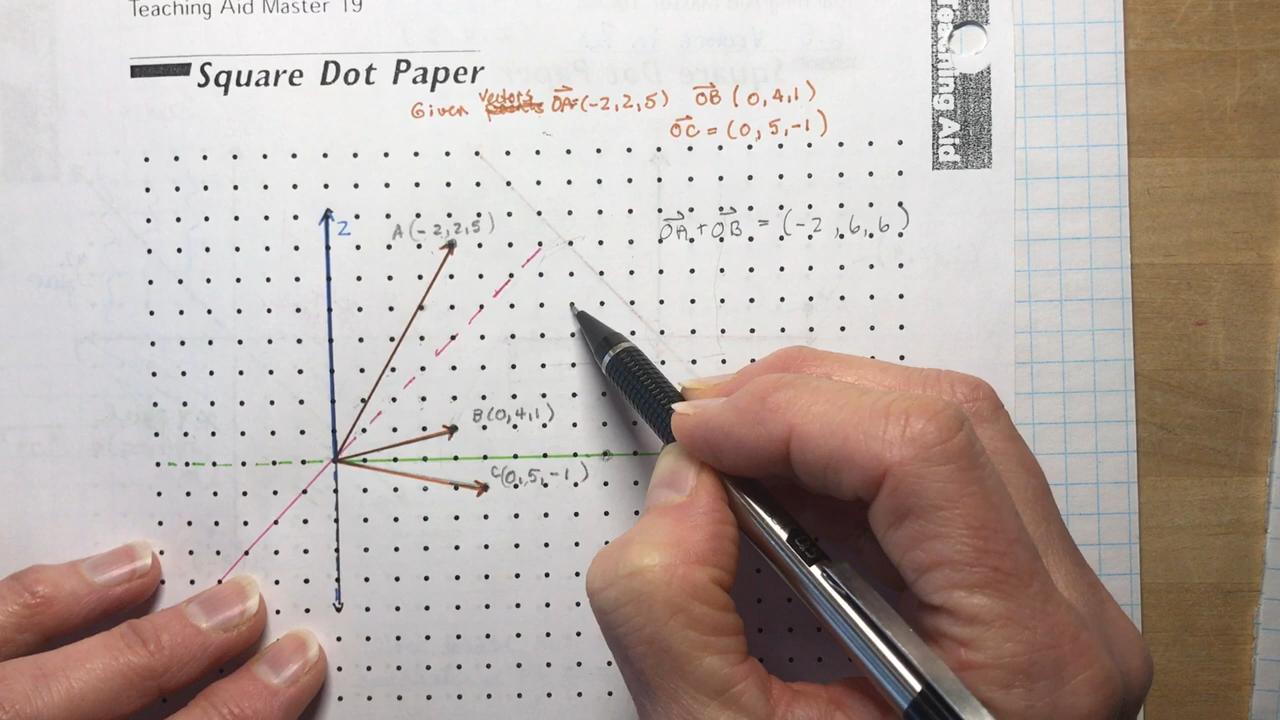 Teaching Aid Master 19
Teaching Aid
Square Dot Paper
Given vectors OA=(-2,2,5) OB (0,4,1)
OC = (0,5,-1)
OA+OB = (-2,6,6)
Z
A(-2,2,5)
B(0,4,1)
C(0,5,-1)